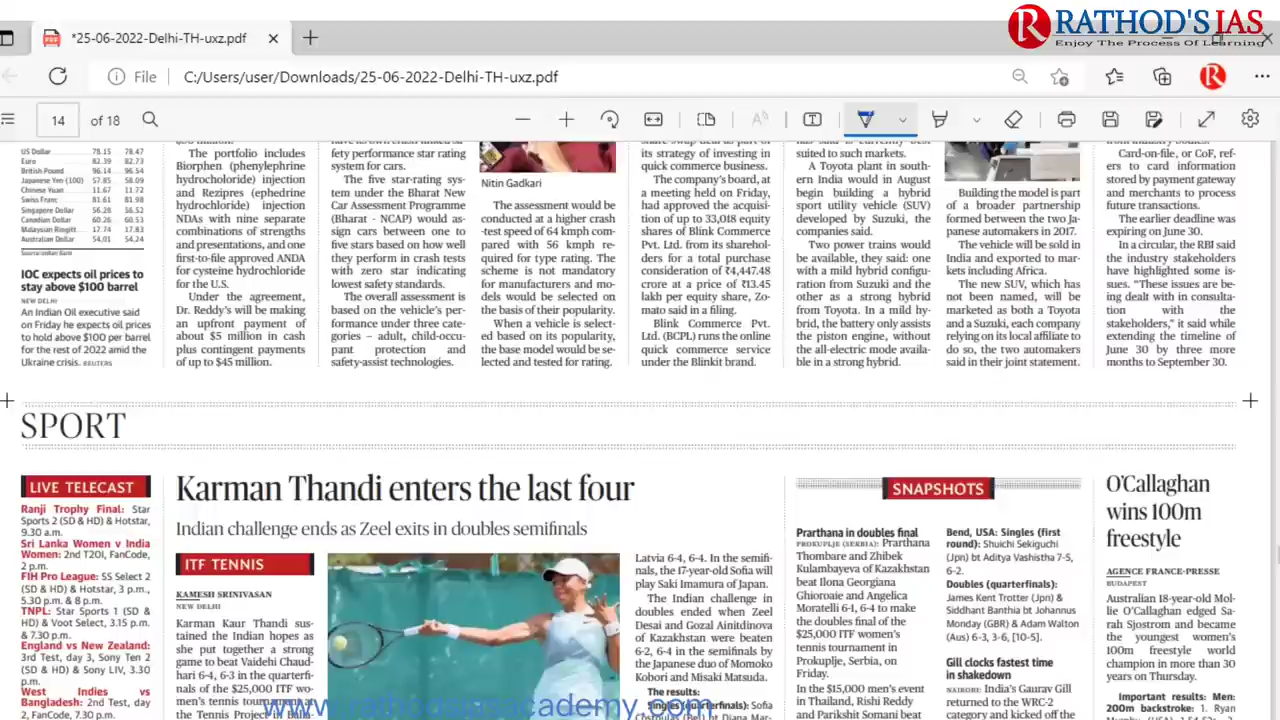 RATHOD'S IAS
Enjoy The Process Of Learning
*25-06-2022-Delhi-TH-uxz.pdf
File
C:/Users/user/Downloads/25-06-2022-Delhi-TH-uxz.pdf
14 of 18
US Dollar 78.15 78.47
Euro 82.39 82.73
British Pound 96.14 96.54
Japanese Yen (100) 57.85 58.09
Chinese Yuan 11.67 11.72
Swiss Franc 81.61 81.98
Singapore Dollar 56.28 56.52
Canadian Dollar 60.26 60.53
Malaysian Ringitt 17.74 17.83
Australian Dollar 54.01 54.24
Source:Indian Bank
IOC expects oil prices to
stay above $100 barrel
NEW DELHI
An Indian Oil executive said
on Friday he expects oil prices
to hold above $100 per barrel
for the rest of 2022 amid the
Ukraine crisis. REUTERS
The portfolio includes
Biorphen (phenylephrine
hydrocholoride) injection
and Rezipres (ephedrine
hydrochloride) injection
NDAs with nine separate
combinations of strengths
and presentations, and one
first-to-file approved ANDA
for cysteine hydrochloride
for the U.S.
Under the agreement,
Dr. Reddy's will be making
an upfront payment of
about $5 million in cash
plus contingent payments
of up to $45 million.
fety performance star rating
system for cars.
The five star-rating sys-
tem under the Bharat New
Car Assessment Programme
(Bharat - NCAP) would as-
sign cars between one to
five stars based on how well
they perform in crash tests
with zero star indicating
lowest safety standards.
The overall assessment is
based on the vehicle's per-
formance under three cate-
gories – adult, child-occu-
pant protection and
safety-assist technologies.
Nitin Gadkari
The assessment would be
conducted at a higher crash
-test speed of 64 kmph com-
pared with 56 kmph re-
quired for type rating. The
scheme is not mandatory
for manufacturers and mo-
dels would be selected on
the basis of their popularity.
When a vehicle is select-
ed based on its popularity,
the base model would be se-
lected and tested for rating.
its strategy of investing in
quick commerce business.
The company's board, at
a meeting held on Friday,
had approved the acquisi-
tion of up to 33,018 equity
shares of Blink Commerce
Pvt. Ltd. from its sharehol-
ders for a total purchase
consideration of ₹4,447.48
crore at a price of ₹13.45
lakh per equity share, Zo-
mato said in a filing.
Blink Commerce Pvt.
Ltd. (BCPL) runs the online
quick commerce service
under the Blinkit brand.
suited to such markets.
A Toyota plant in south-
ern India would in August
begin building a hybrid
sport utility vehicle (SUV)
developed by Suzuki, the
companies said.
Two power trains would
be available, they said: one
with a mild hybrid configu-
ration from Suzuki and the
other as a strong hybrid
from Toyota. In a mild hy-
brid, the battery only assists
the piston engine, without
the all-electric mode availa-
ble in a strong hybrid.
Building the model is part
of a broader partnership
formed between the two Ja-
panese automakers in 2017.
The vehicle will be sold in
India and exported to mar-
kets including Africa.
The new SUV, which has
not been named, will be
marketed as both a Toyota
and a Suzuki, each company
relying on its local affiliate to
do so, the two automakers
said in their joint statement.
Card-on-file, or CoF, ref-
ers to card information
stored by payment gateway
and merchants to process
future transactions.
The earlier deadline was
expiring on June 30.
In a circular, the RBI said
the industry stakeholders
have highlighted some is-
sues. "These issues are be-
ing dealt with in consulta-
tion with the
stakeholders," it said while
extending the timeline of
June 30 by three more
months to September 30.
SPORT
LIVE TELECAST
Ranji Trophy Final: Star
Sports 2 (SD & HD) & Hotstar,
9.30 a.m.
Sri Lanka Women v India
Women: 2nd T20I, FanCode,
2 p.m.
FIH Pro League: SS Select 2
(SD & HD) & Hotstar, 3 p.m.,
5.30 p.m. & 8 p.m.
TNPL: Star Sports 1 (SD &
HD) & Voot Select, 3.15 p.m.
& 7.30 p.m.
England vs New Zealand:
3rd Test, day 3, Sony Ten 2
(SD & HD) & Sony LIV, 3.30
p.m.
West Indies vs
Bangladesh: 2nd Test, day
2, FanCode, 7.30 p.m.
Karman Thandi enters the last four
Indian challenge ends as Zeel exits in doubles semifinals
ITF TENNIS
KAMESH SRINIVASAN
NEW DELHI
Karman Kaur Thandi sus-
tained the Indian hopes as
she put together a strong
game to beat Vaidehi Chaud-
hari 6-4, 6-3 in the quarterfi-
nals of the $25,000 ITF wo-
men's tennis tournament
the Tennis Project in Bali
Latvia 6-4, 6-4. In the semifi-
nals, the 17-year-old Sofia will
play Saki Imamura of Japan.
The Indian challenge in
doubles ended when Zeel
Desai and Gozal Ainitdinova
of Kazakhstan were beaten
6-2, 6-4 in the semifinals by
the Japanese duo of Momoko
Kobori and Misaki Matsuda.
The results:
Singles (quarterfinals): Sofia
SNAPSHOTS
Prarthana in doubles final
PROKUPLJE (SERBIA): Prarthana
Thombare and Zhibek
Kulambayeva of Kazakhstan
beat Ilona Georgiana
Ghioroaie and Angelica
Moratelli 6-1, 6-4 to make
the doubles final of the
$25,000 ITF women's
tennis tournament in
Prokuplje, Serbia, on
Friday.
In the $15,000 men's event
in Thailand, Rishi Reddy
and Parikshit Somani beat
Bend, USA: Singles (first
round): Shuichi Sekiguchi
(Jpn) bt Aditya Vashistha 7-5,
6-2.
Doubles (quarterfinals):
James Kent Trotter (Jpn) &
Siddhant Banthia bt Johannus
Monday (GBR) & Adam Walton
(Aus) 6-3, 3-6, [10-5].
Gill clocks fastest time
in shakedown
NAIROBI: India's Gaurav Gill
returned to the WRC-2
category and kicked off the
O'Callaghan
wins 100m
freestyle
AGENCE FRANCE-PRESSE
BUDAPEST
Australian 18-year-old Mol-
lie O'Callaghan edged Sa-
rah Sjostrom and became
the youngest women's
100m freestyle world
champion in more than 30
years on Thursday.
Important results: Men:
200m backstroke: 1. Ryan